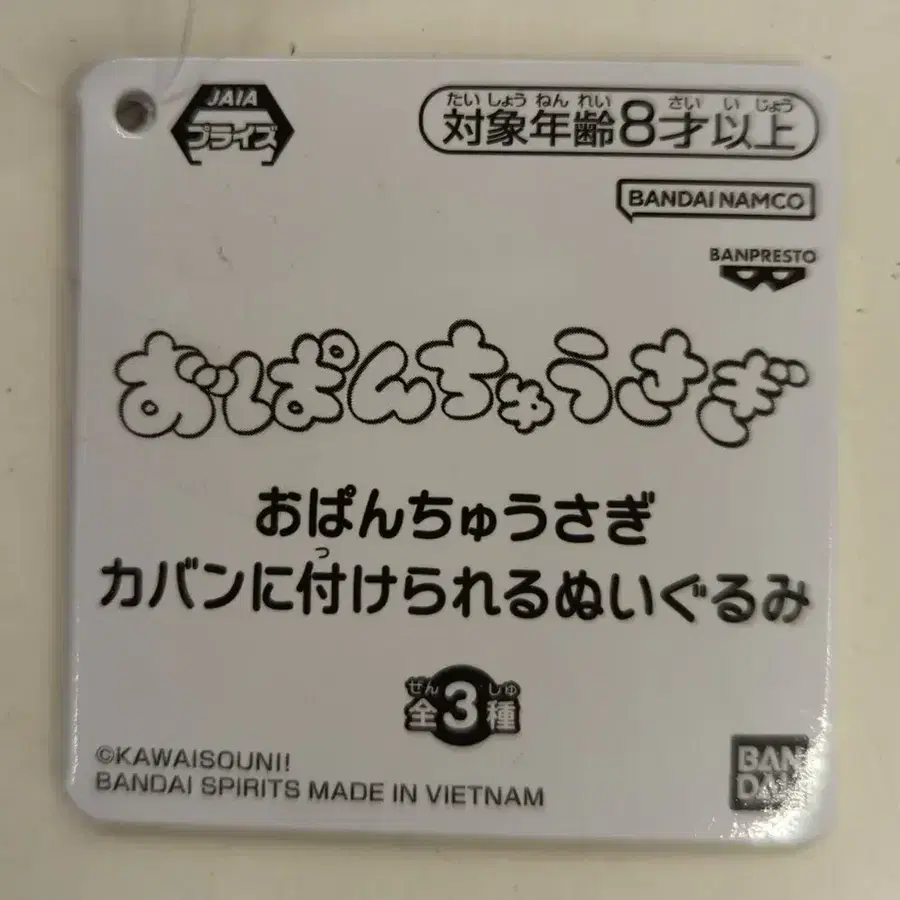 JAIA
プライズ
たいしょうねんれい さいいじょう
対象年齢8才以上
BANDAI NAMCO
BANPRESTO
おぱんちゅうさぎ
おぱんちゅうさぎ
つ
カバンに付けられるぬいぐるみ
ぜん しゅ
全3種
©KAWAISOUNI!
BANDAI SPIRITS MADE IN VIETNAM
BAN
DAI